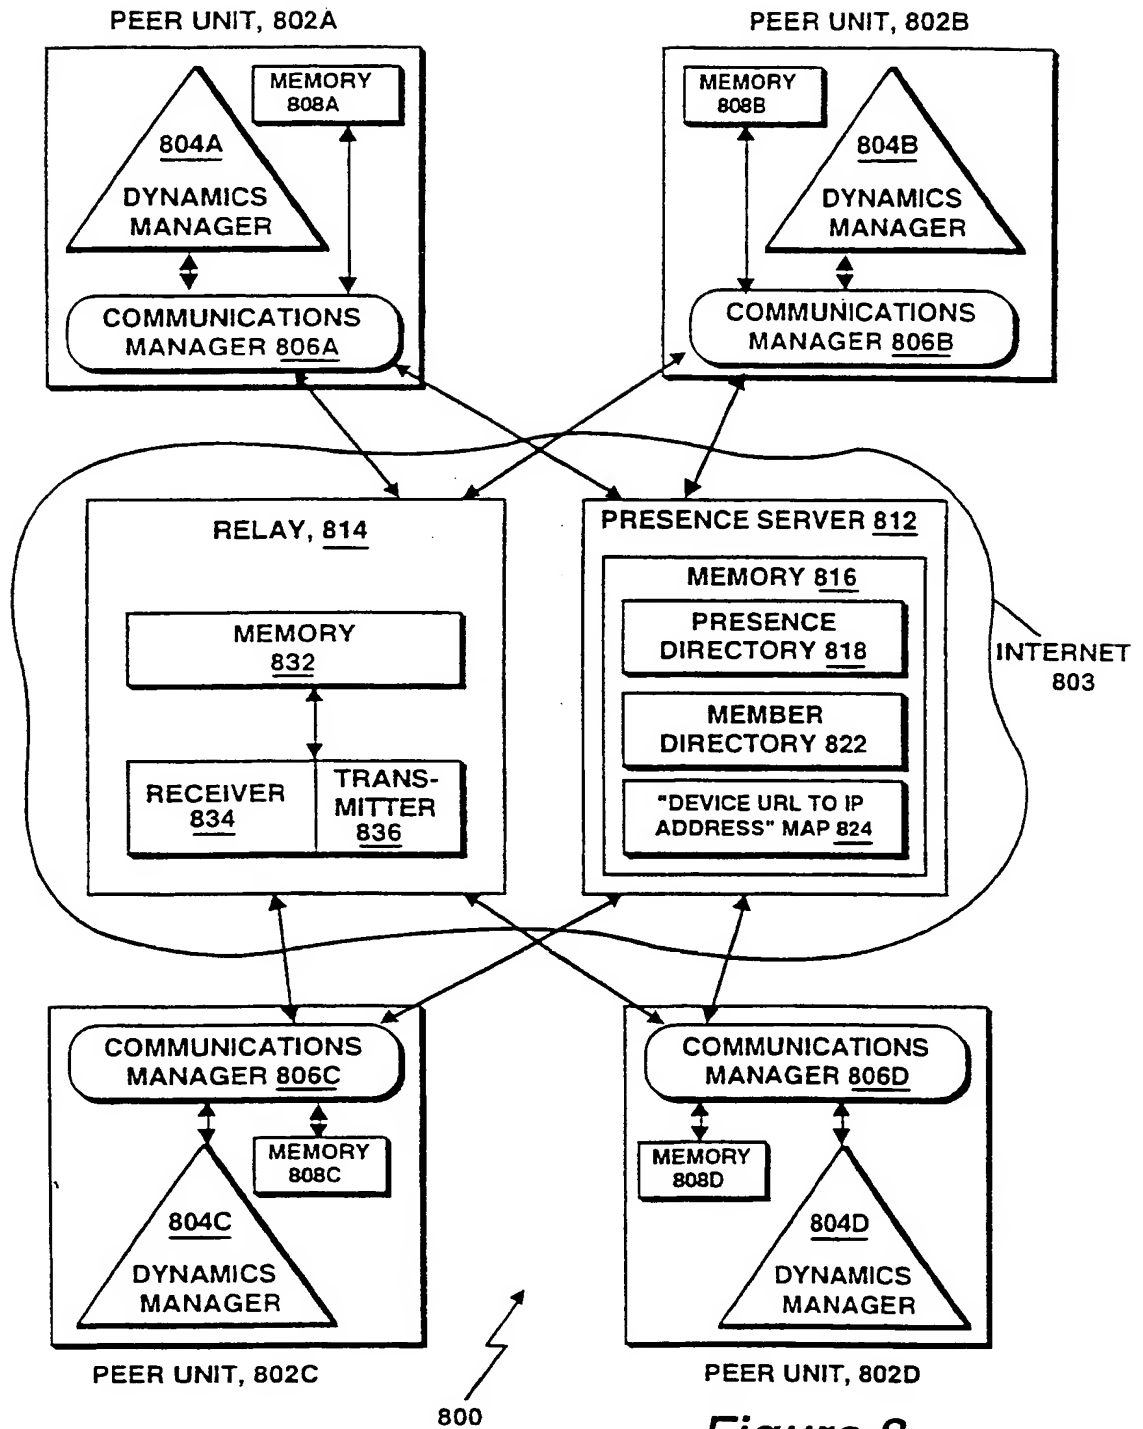 PEER UNIT, 802A
PEER UNIT, 802B
MEMORY
808A
804A
DYNAMICS
MANAGER
COMMUNICATIONS
MANAGER 806A
MEMORY
808B
804B
DYNAMICS
MANAGER
COMMUNICATIONS
MANAGER 806B
RELAY, 814
MEMORY
832
RECEIVER
834
TRANS-
MITTER
836
PRESENCE SERVER 812
MEMORY 816
PRESENCE
DIRECTORY 818
MEMBER
DIRECTORY 822
"DEVICE URL TO IP
ADDRESS" MAP 824
INTERNET
803
COMMUNICATIONS
MANAGER 806C
MEMORY
808C
804C
DYNAMICS
MANAGER
COMMUNICATIONS
MANAGER 806D
MEMORY
808D
804D
DYNAMICS
MANAGER
PEER UNIT, 802C
PEER UNIT, 802D
800
Figure 8